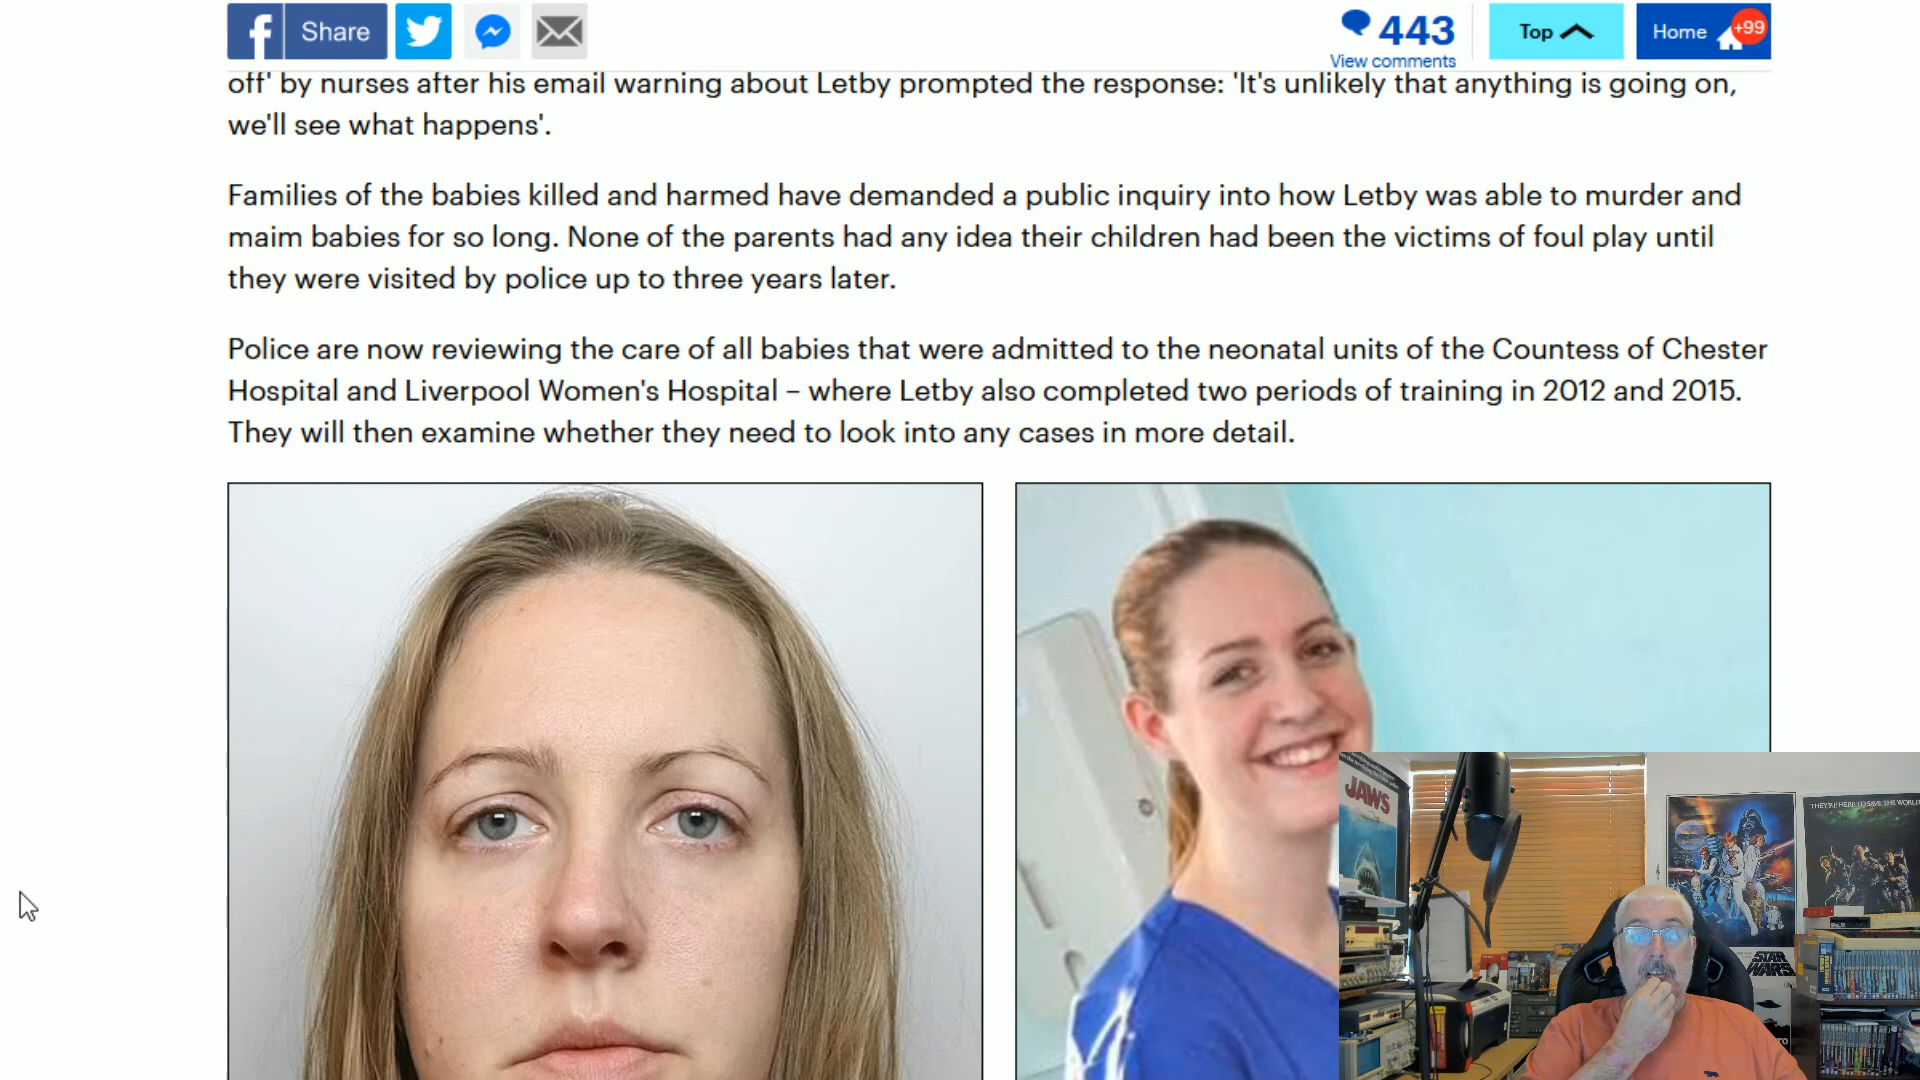 Share
443
View comments
Top
Home
+99
off' by nurses after his email warning about Letby prompted the response: 'It's unlikely that anything is going on,
we'll see what happens'.
Families of the babies killed and harmed have demanded a public inquiry into how Letby was able to murder and
maim babies for so long. None of the parents had any idea their children had been the victims of foul play until
they were visited by police up to three years later.
Police are now reviewing the care of all babies that were admitted to the neonatal units of the Countess of Chester
Hospital and Liverpool Women's Hospital – where Letby also completed two periods of training in 2012 and 2015.
They will then examine whether they need to look into any cases in more detail.
JAWS
THEY'RE HERE TO SAVE THE WORLD
STAR
WARS